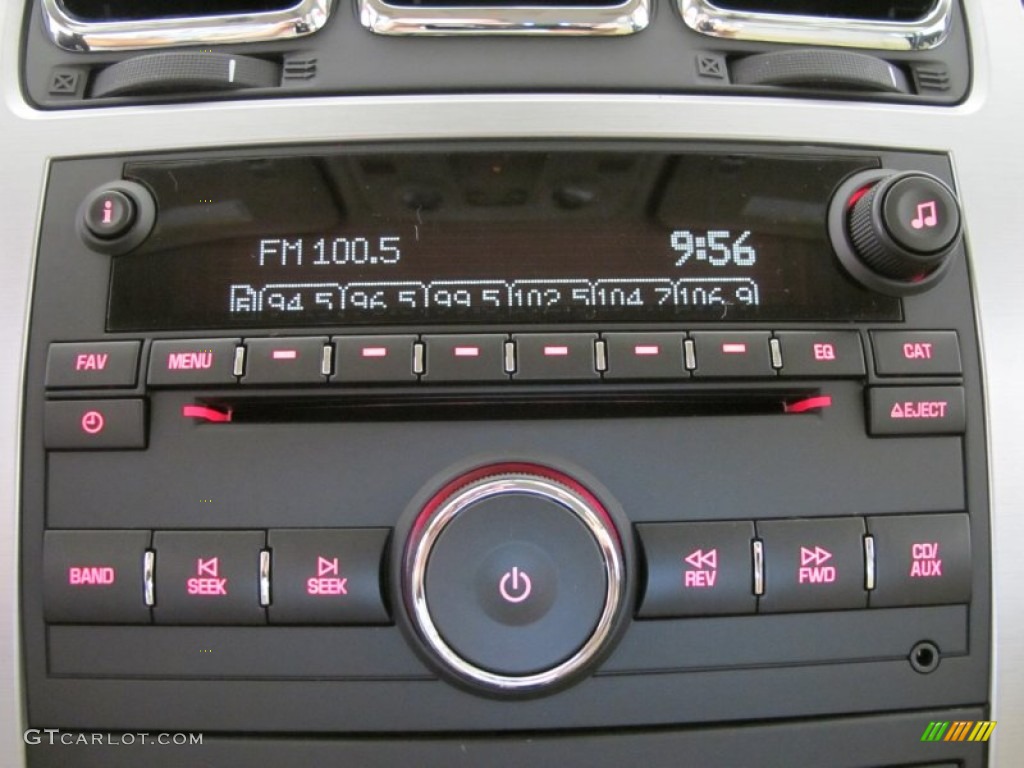 FM 100.5
9:56
94.5 96.5 99.5 102.5 104.7 106.9
FAV
MENU
EQ
CAT
EJECT
BAND
SEEK
SEEK
REV
FWD
CD/
AUX
GTCARLOT.COM